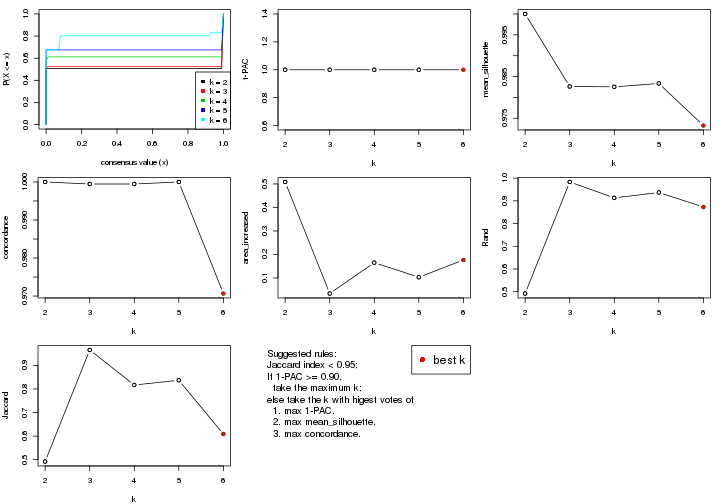 P(X <= x)
0.0 0.2 0.4 0.6 0.8 1.0
k = 2
k = 3
k = 4
k = 5
k = 6
0.0 0.2 0.4 0.6 0.8 1.0
consensus value (x)
1-PAC
0.6 0.8 1.0 1.2 1.4
2 3 4 5 6
k
mean_silhouette
0.975 0.985 0.995
2 3 4 5 6
k
concordance
0.970 0.980 0.990 1.000
2 3 4 5 6
k
area_increased
0.1 0.2 0.3 0.4 0.5
2 3 4 5 6
k
Rand
0.5 0.6 0.7 0.8 0.9 1.0
2 3 4 5 6
k
Jaccard
0.5 0.6 0.7 0.8 0.9
2 3 4 5 6
k
Suggested rules:
Jaccard index < 0.95;
If 1-PAC >= 0.90,
take the maximum k;
else take the k with higest votes of
1. max 1-PAC,
2. max mean_silhouette,
3. max concordance.
best k